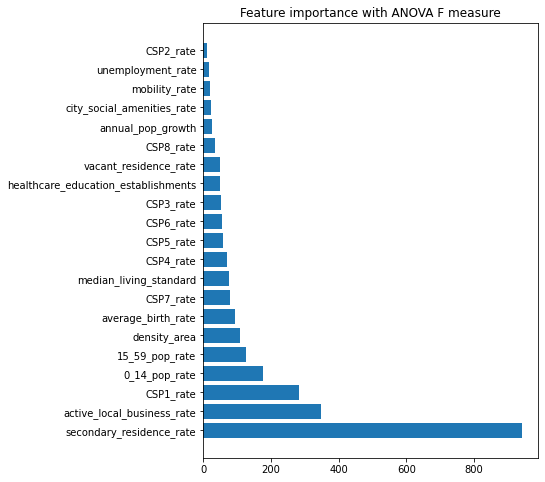 Feature importance with ANOVA F measure
CSP2_rate
unemployment_rate
mobility_rate
city_social_amenities_rate
annual_pop_growth
CSP8_rate
vacant_residence_rate
healthcare_education_establishments
CSP3_rate
CSP6_rate
CSP5_rate
CSP4_rate
median_living_standard
CSP7_rate
average_birth_rate
density_area
15_59_pop_rate
0_14_pop_rate
CSP1_rate
active_local_business_rate
secondary_residence_rate
0 200 400 600 800